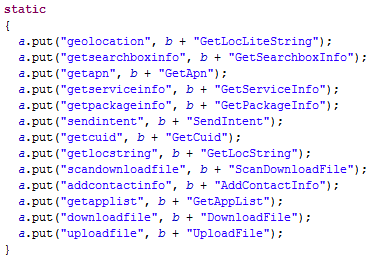 static
{
a.put("geolocation", b + "GetLocLiteString");
a.put("getsearchboxinfo", b + "GetSearchboxInfo");
a.put("getapn", b + "GetApn");
a.put("getserviceinfo", b + "GetServiceInfo");
a.put("getpackageinfo", b + "GetPackageInfo");
a.put("sendintent", b + "SendIntent");
a.put("getcuid", b + "GetCuid");
a.put("getlocstring", b + "GetLocString");
a.put("scandownloadfile", b + "ScanDownloadFile");
a.put("addcontactinfo", b + "AddContactInfo");
a.put("getapplist", b + "GetAppList");
a.put("downloadfile", b + "DownloadFile");
a.put("uploadfile", b + "UploadFile");
}